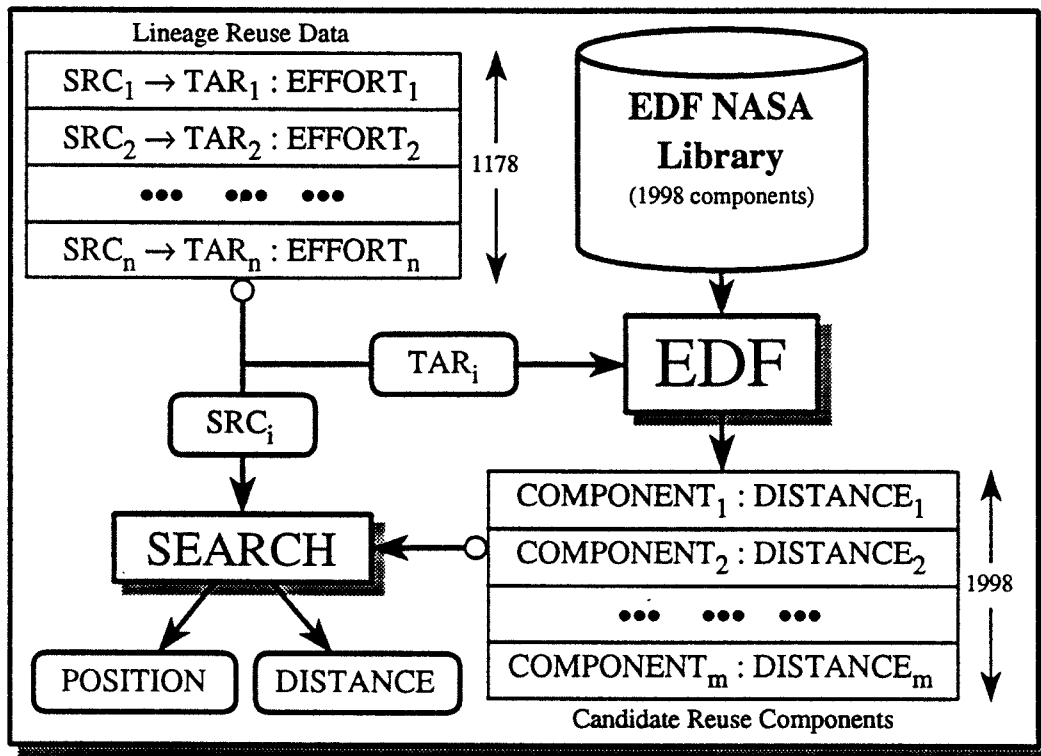 Lineage Reuse Data
SRC₁ → TAR₁ : EFFORT₁
SRC₂ → TAR₂ : EFFORT₂
••• ••• •••
SRCₙ → TARₙ : EFFORTₙ
1178
EDF NASA
Library
(1998 components)
TARᵢ
EDF
SRCᵢ
SEARCH
POSITION
DISTANCE
COMPONENT₁ : DISTANCE₁
COMPONENT₂ : DISTANCE₂
••• ••• •••
COMPONENTₘ : DISTANCEₘ
1998
Candidate Reuse Components